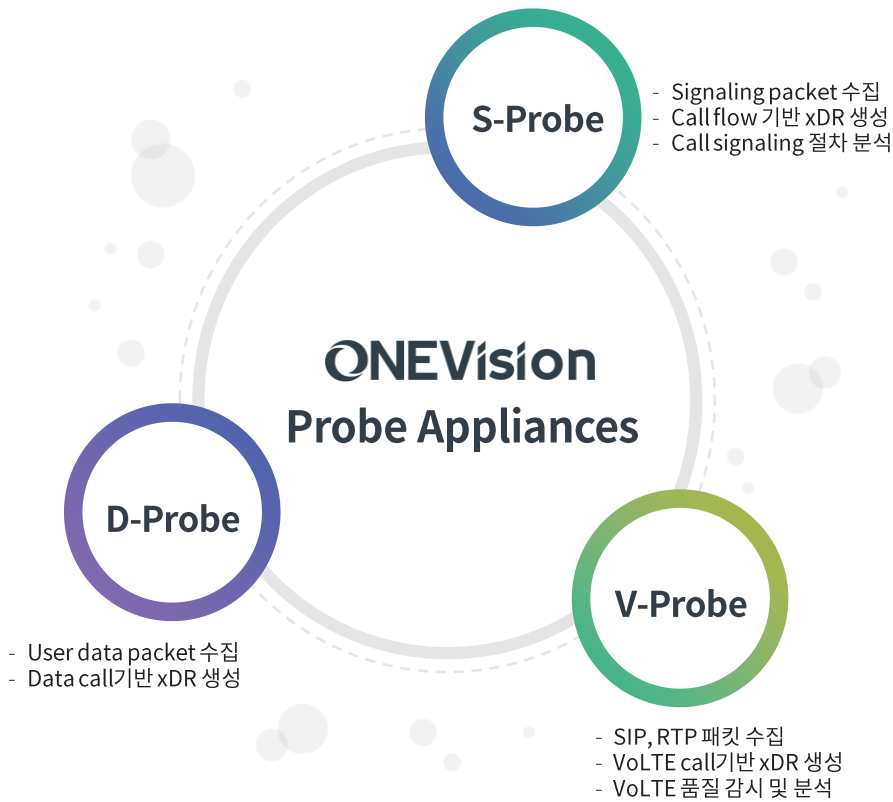 S-Probe
- Signaling packet 수집
- Call flow 기반 xDR 생성
- Call signaling 절차 분석
ONEVision
Probe Appliances
D-Probe
- User data packet 수집
- Data call기반 xDR 생성
V-Probe
- SIP, RTP 패킷 수집
- VoLTE call기반 xDR 생성
- VoLTE 품질 감시 및 분석